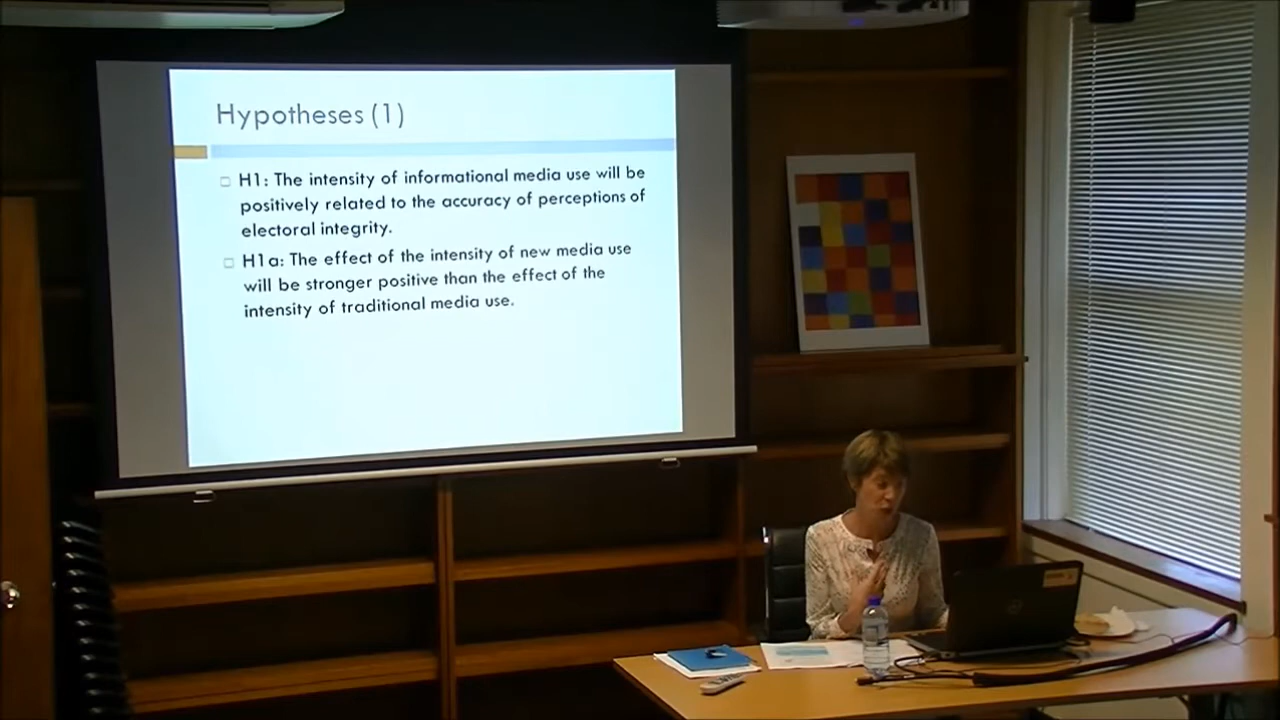 Hypotheses (1)
H1: The intensity of informational media use will be
positively related to the accuracy of perceptions of
electoral integrity.
H1a: The effect of the intensity of new media use
will be stronger positive than the effect of the
intensity of traditional media use.